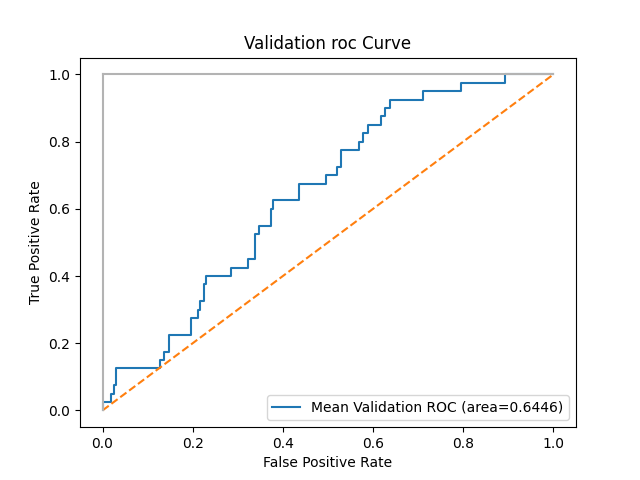 Validation roc Curve
True Positive Rate
1.0
0.8
0.6
0.4
0.2
0.0
Mean Validation ROC (area=0.6446)
0.0 0.2 0.4 0.6 0.8 1.0
False Positive Rate